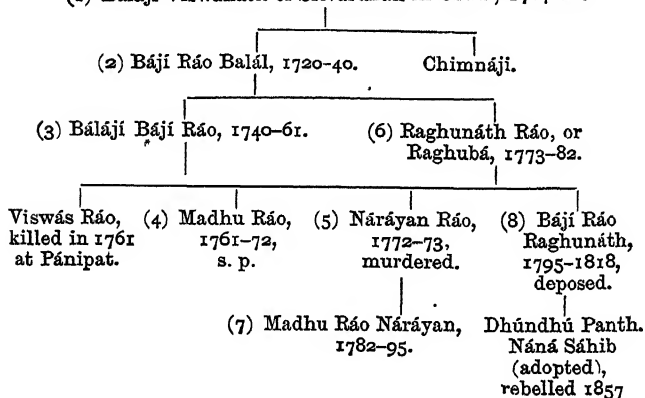 (2) Bájí Ráo Balál, 1720-40.
Chimnáji.
(3) Bálájí Bájí Ráo, 1740-61.
(6) Raghunáth Ráo, or
Raghubá, 1773-82.
Viswás Ráo,
killed in 1761
at Pánipat.
(4) Madhu Ráo,
1761-72,
s. p.
(5) Náráyan Ráo,
1772-73,
murdered.
(8) Bájí Ráo
Raghunáth,
1795-1818,
deposed.
(7) Madhu Ráo Náráyan,
1782-95.
Dhúndhú Panth.
Náná Sáhib
(adopted),
rebelled 1857